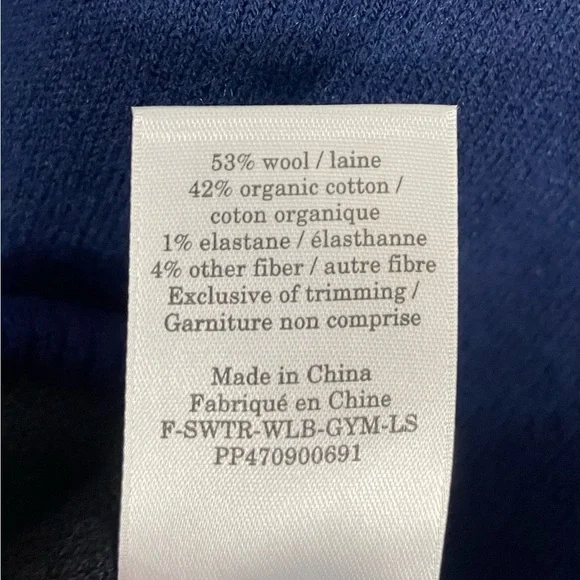 53% wool / laine
42% organic cotton /
coton organique
1% elastane / élasthanne
4% other fiber / autre fibre
Exclusive of trimming /
Garniture non comprise
Made in China
Fabriqué en Chine
F-SWTR-WLB-GYM-LS
PP470900691